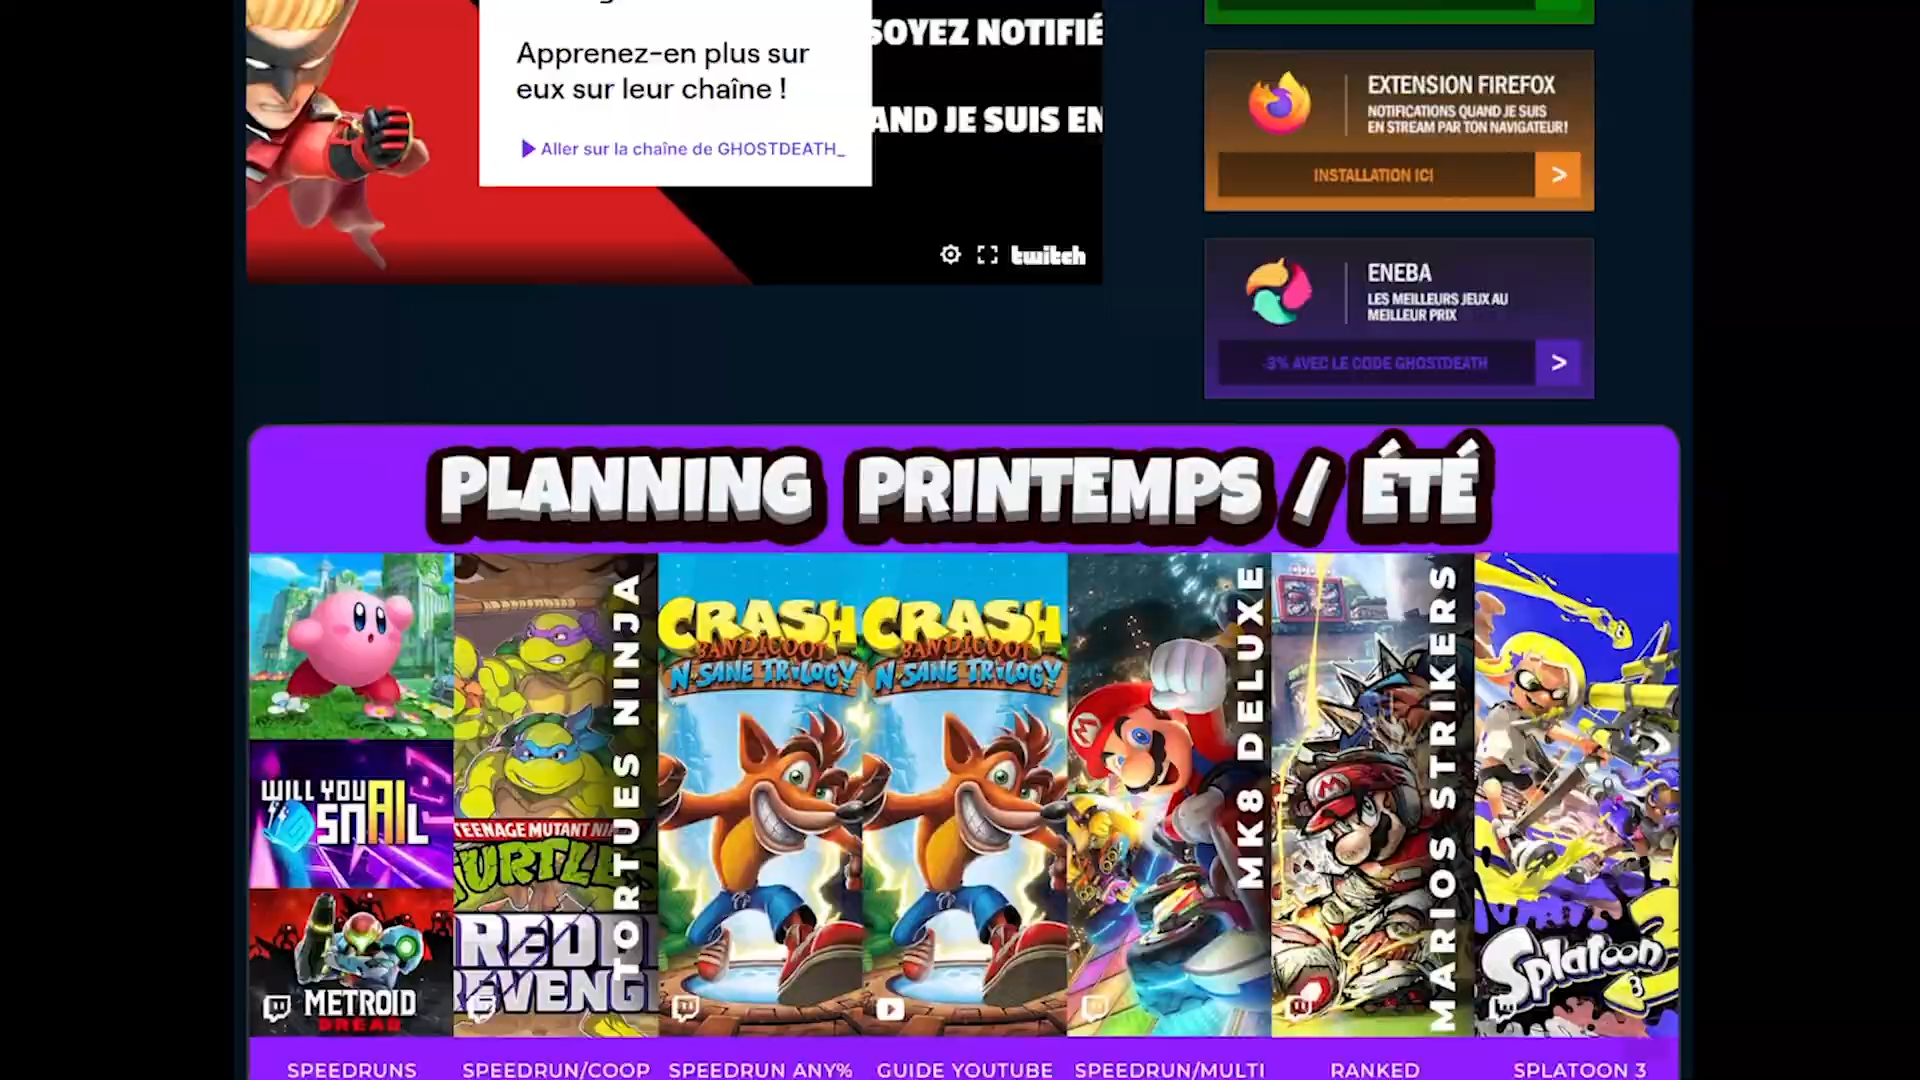 Apprenez-en plus sur
eux sur leur chaîne !
Aller sur la chaîne de GHOSTDEATH_
SOYEZ NOTIFIÉ
AND JE SUIS EN
twitch
EXTENSION FIREFOX
NOTIFICATIONS QUAND JE SUIS
EN STREAM PAR TON NAVIGATEUR!
INSTALLATION ICI
>
ENEBA
LES MEILLEURS JEUX AU
MEILLEUR PRIX
-3% AVEC LE CODE GHOSTDEATH
>
PLANNING PRINTEMPS / ÉTÉ
WILL YOU
SNAIL
METROID
DREAD
TEENAGE MUTANT NIN
TURTLE
REDD
REVENG
TORTUES NINJA
CRASH
BANDICOOT
N.SANE TRILOGY
CRASH
BANDICOOT
N.SANE TRILOGY
MK8 DELUXE
MARIOS STRIKERS
Splatoon
3
SPEEDRUNS
SPEEDRUN/COOP
SPEEDRUN ANY%
GUIDE YOUTUBE
SPEEDRUN/MULTI
RANKED
SPLATOON 3